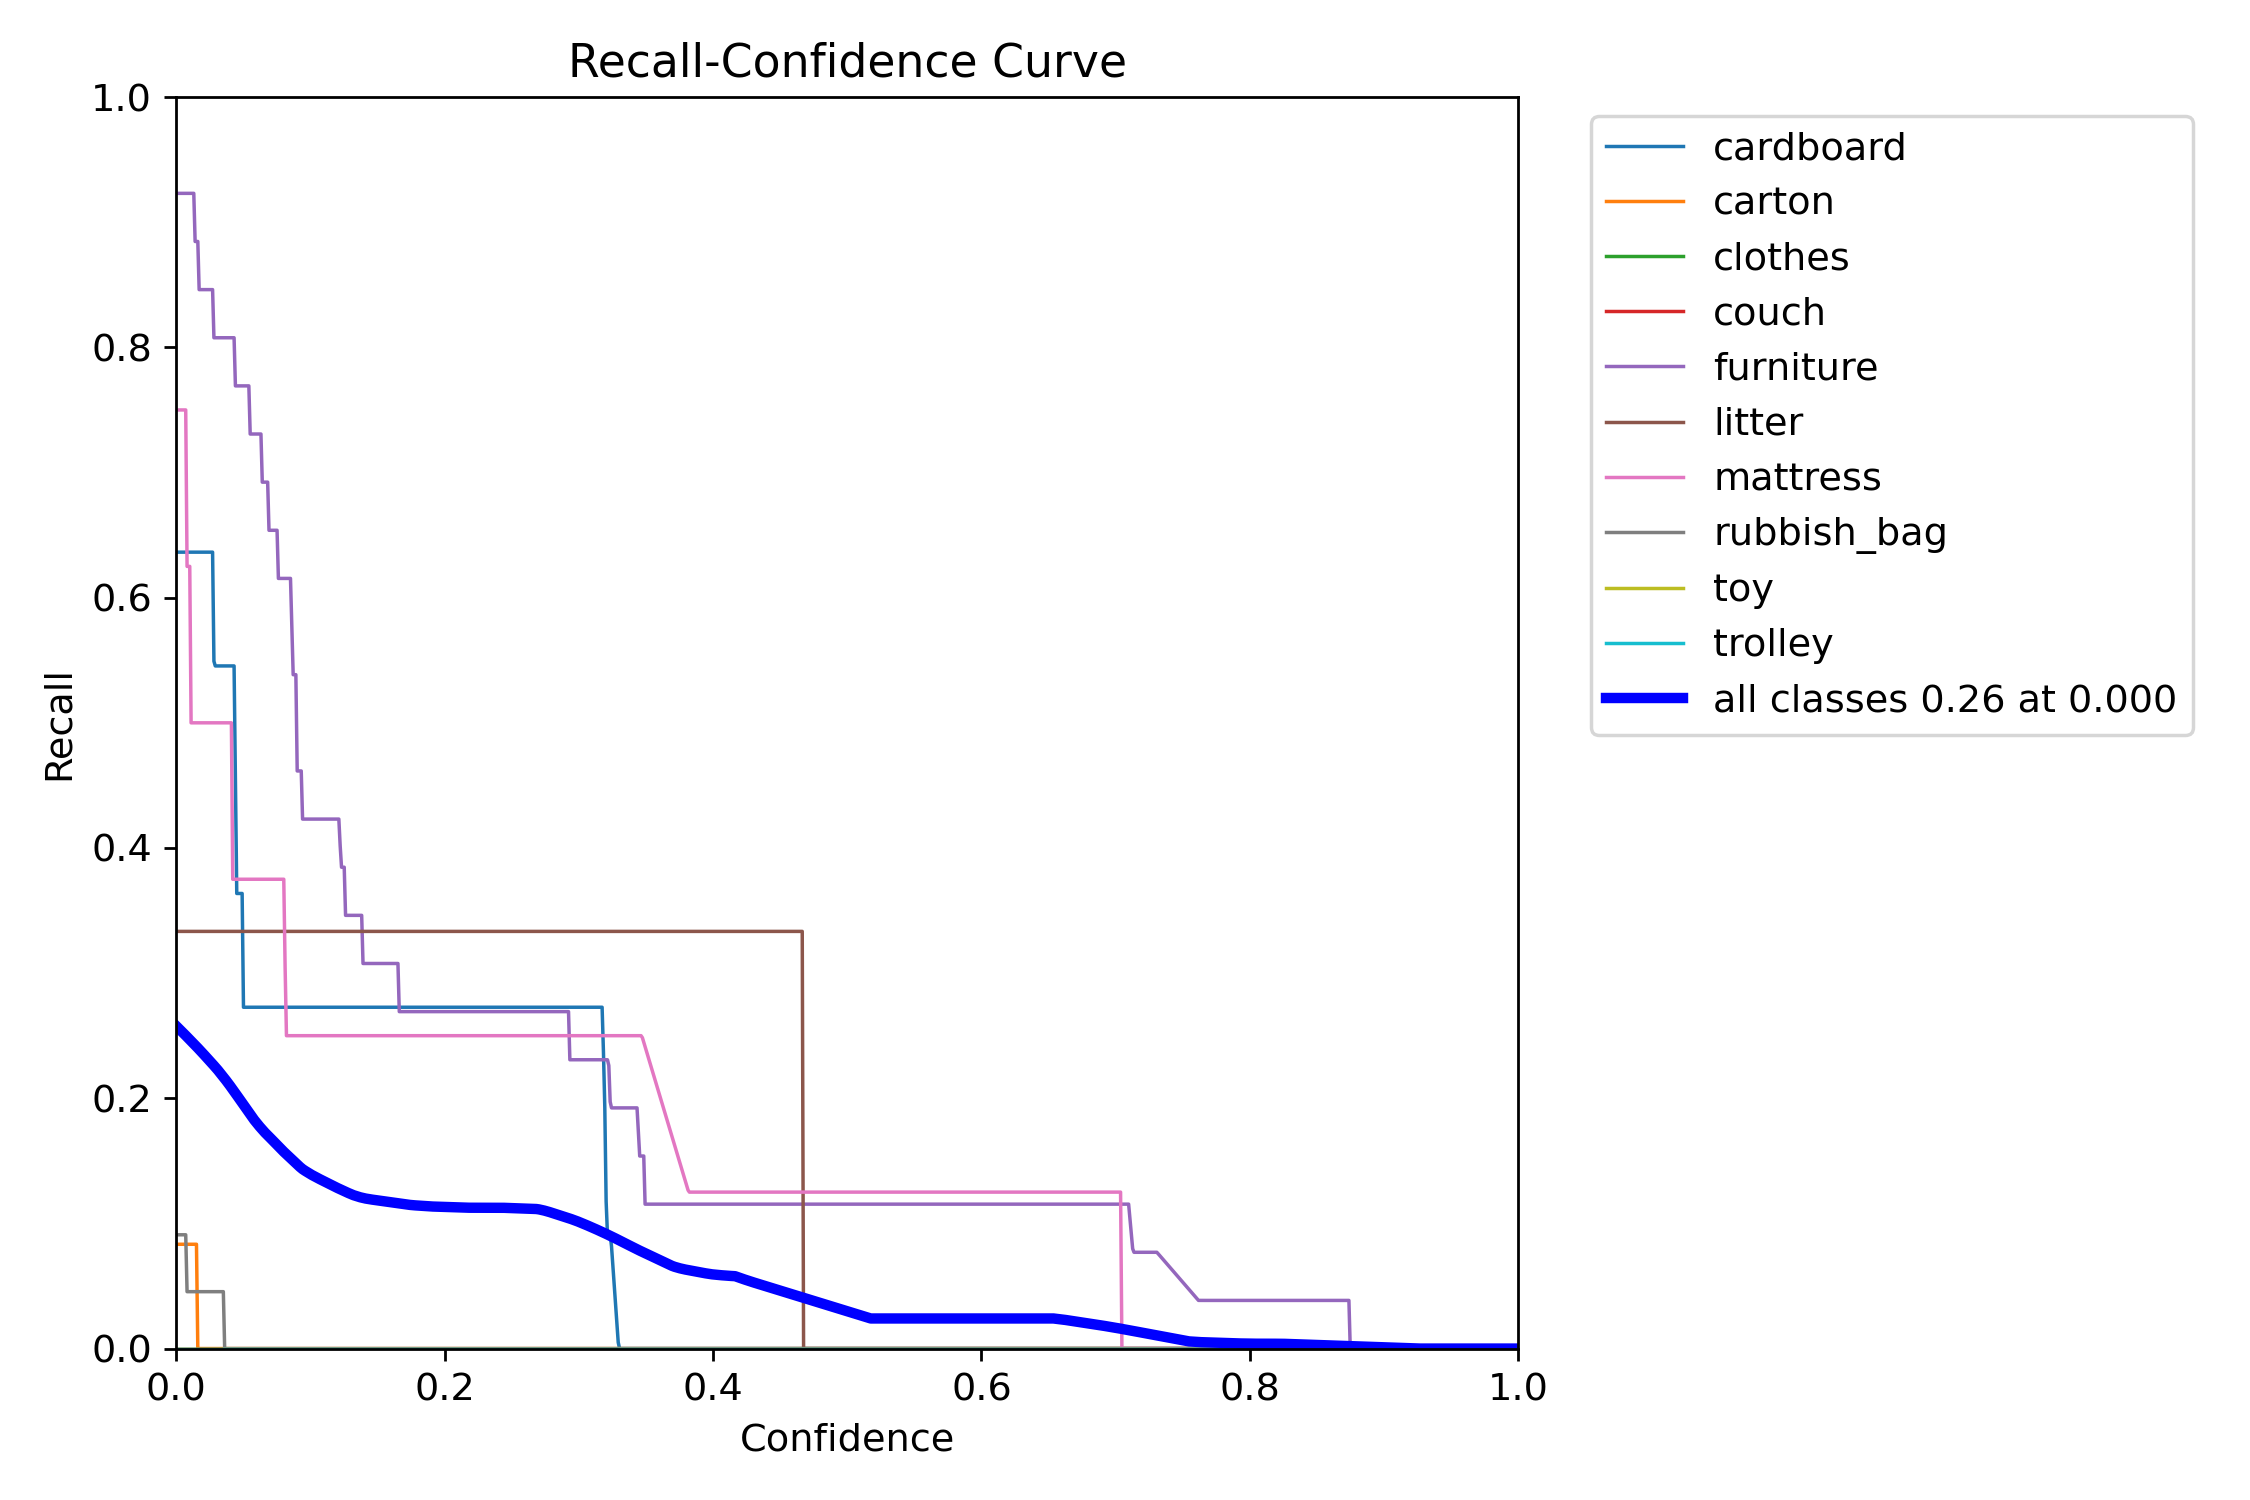 Recall-Confidence Curve
1.0
0.8
0.6
0.4
0.2
0.0
Recall
0.0 0.2 0.4 0.6 0.8 1.0
Confidence
cardboard
carton
clothes
couch
furniture
litter
mattress
rubbish_bag
toy
trolley
all classes 0.26 at 0.000